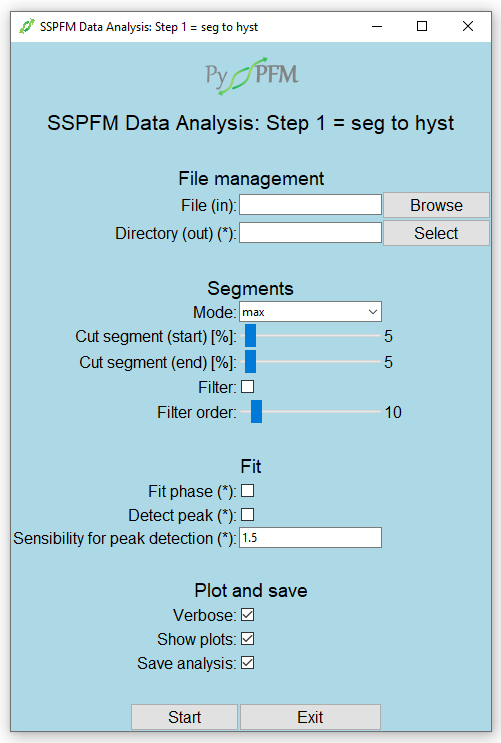 SSPFM Data Analysis: Step 1 = seg to hyst
Py PFM
SSPFM Data Analysis: Step 1 = seg to hyst
File management
File (in): Browse
Directory (out) (*): Select
Segments
Mode: max
Cut segment (start) [%]: 5
Cut segment (end) [%]: 5
Filter:
Filter order: 10
Fit
Fit phase (*):
Detect peak (*):
Sensibility for peak detection (*): 1.5
Plot and save
Verbose:
Show plots:
Save analysis:
Start Exit